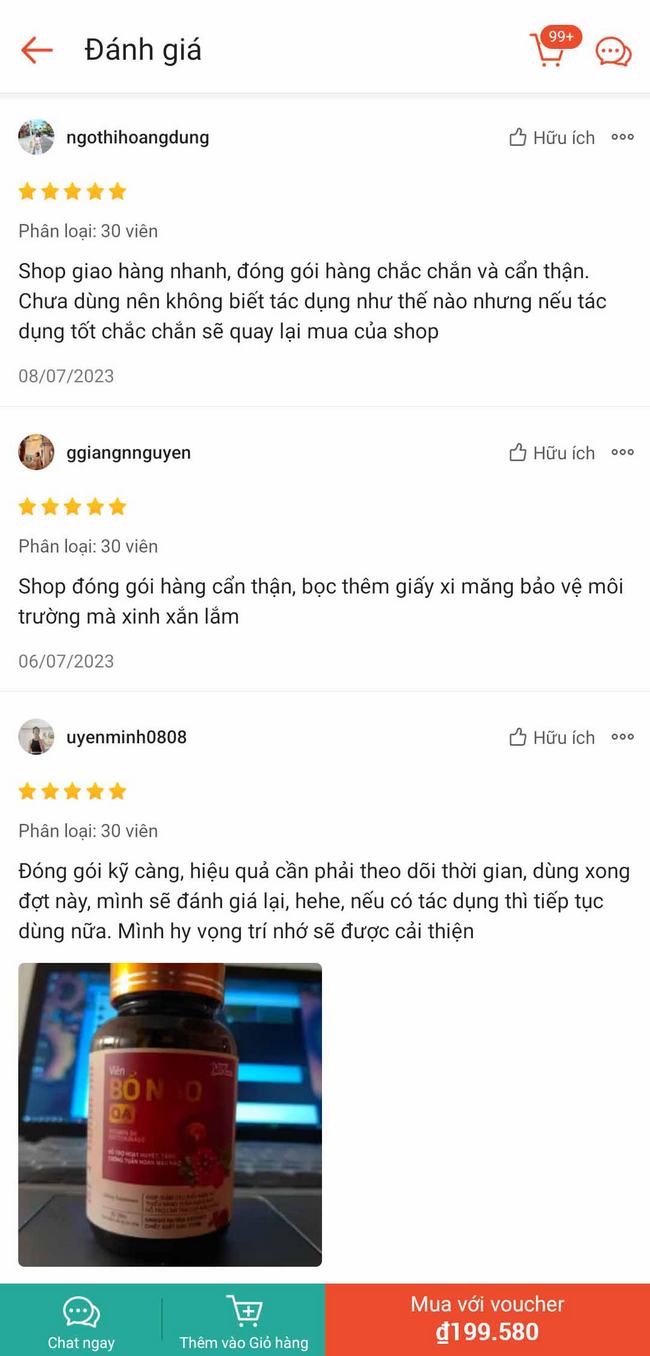 Đánh giá
99+
ngothihoangdung
Hữu ích
Phân loại: 30 viên
Shop giao hàng nhanh, đóng gói hàng chắc chắn và cẩn thận.
Chưa dùng nên không biết tác dụng như thế nào nhưng nếu tác
dụng tốt chắc chắn sẽ quay lại mua của shop
08/07/2023
ggiangnnguyen
Hữu ích
Phân loại: 30 viên
Shop đóng gói hàng cẩn thận, bọc thêm giấy xi măng bảo vệ môi
trường mà xinh xắn lắm
06/07/2023
uyenminh0808
Hữu ích
Phân loại: 30 viên
Đóng gói kỹ càng, hiệu quả cần phải theo dõi thời gian, dùng xong
đợt này, mình sẽ đánh giá lại, hehe, nếu có tác dụng thì tiếp tục
dùng nữa. Mình hy vọng trí nhớ sẽ được cải thiện
Viên
BỔ N O
QA
Chat ngay
Thêm vào Giỏ hàng
Mua với voucher
₫199.580